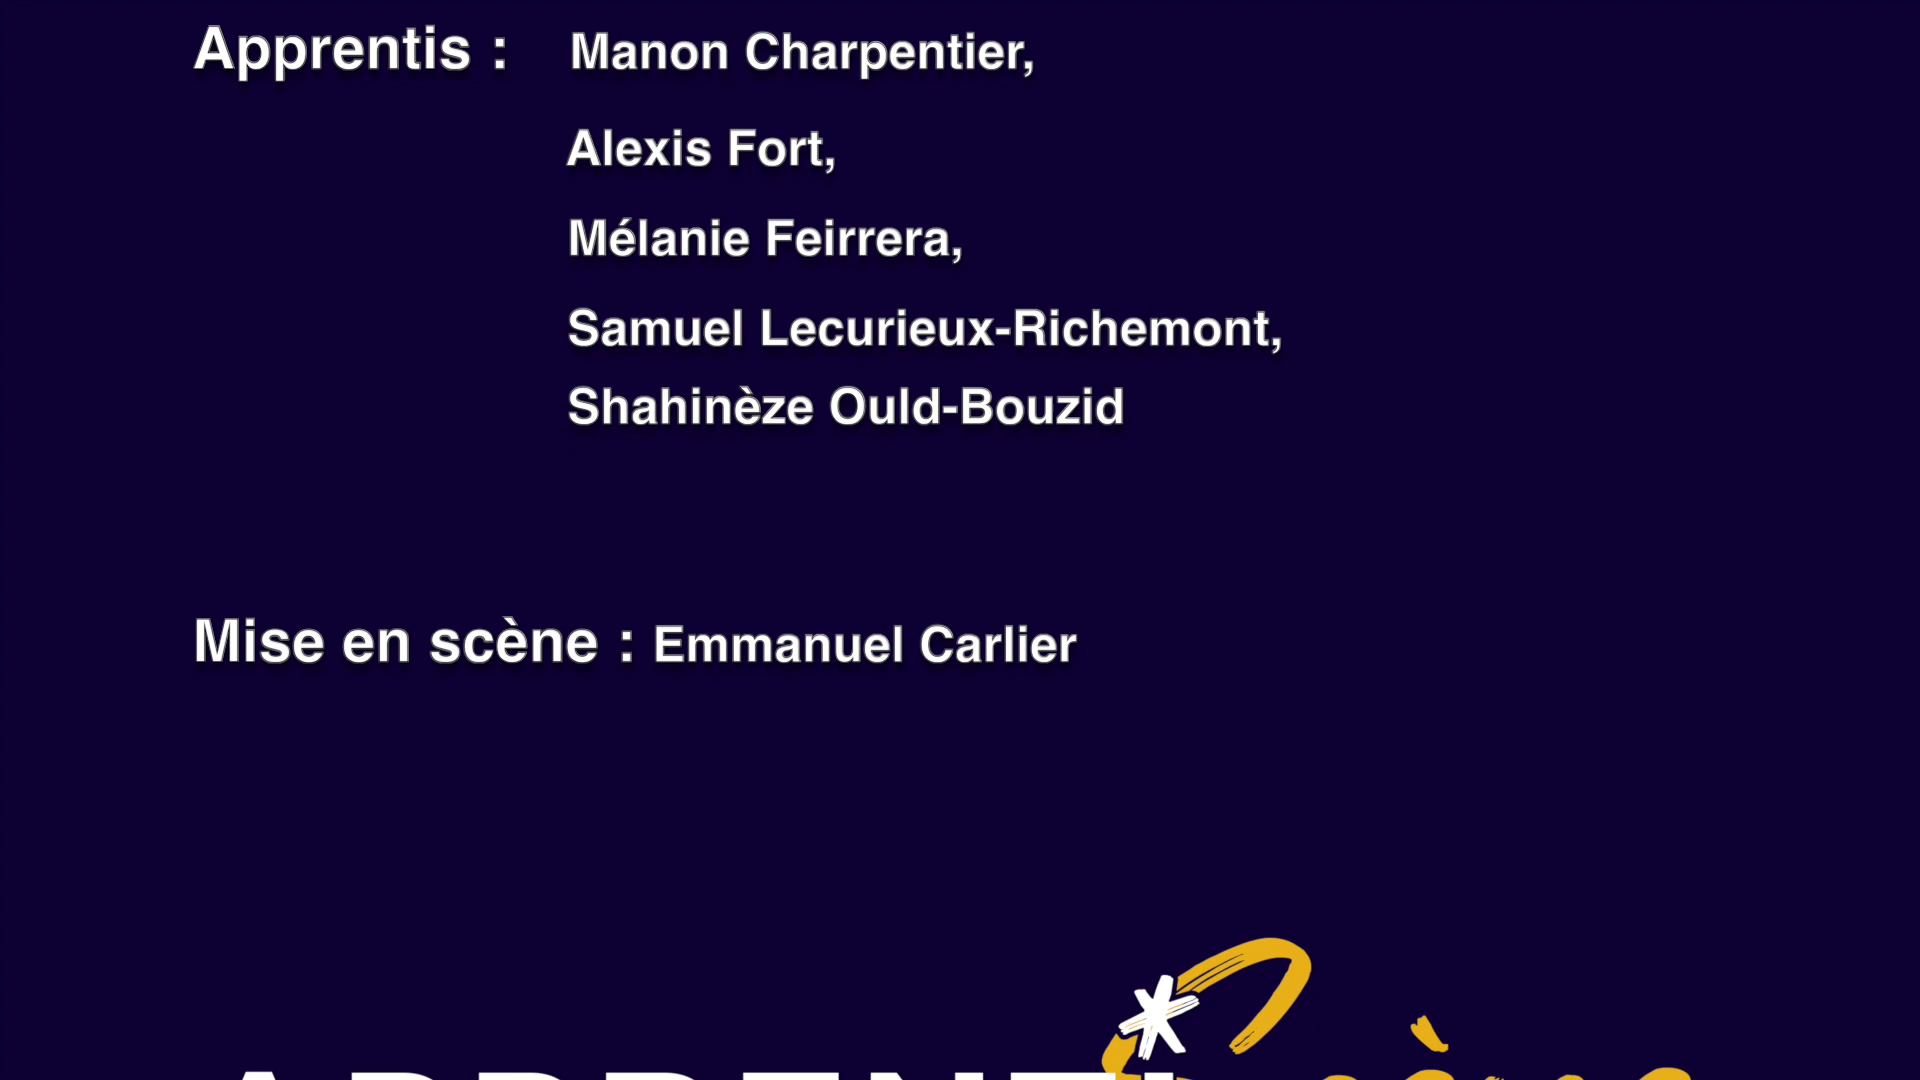 Apprentis : Manon Charpentier,
Alexis Fort,
Mélanie Feirrera,
Samuel Lecurieux-Richemont,
Shahinèze Ould-Bouzid
Mise en scène : Emmanuel Carlier